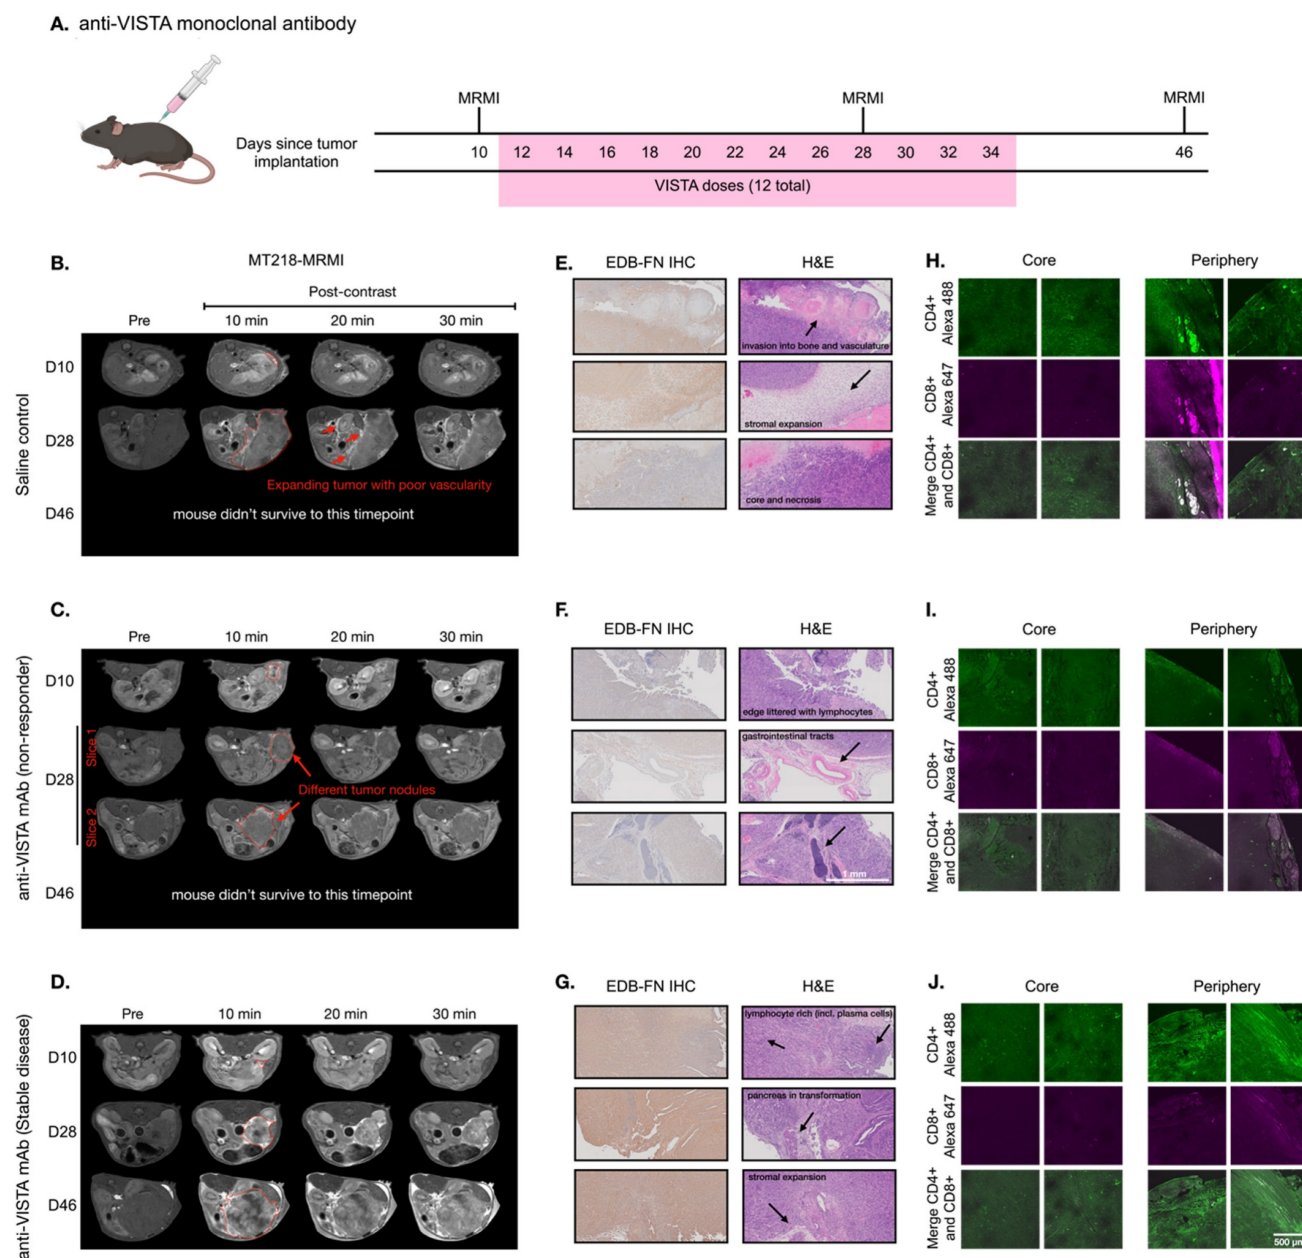 A. anti-VISTA monoclonal antibody
MRMI MRMI MRMI
Days since tumor
implantation
10 12 14 16 18 20 22 24 26 28 30 32 34 46
VISTA doses (12 total)
B.
MT218-MRMI
Post-contrast
Pre 10 min 20 min 30 min
Saline control
D10
D28
Expanding tumor with poor vascularity
D46
mouse didn't survive to this timepoint
E.
EDB-FN IHC H&E
invasion into bone and vasculature
stromal expansion
core and necrosis
H.
Core Periphery
CD4+
Alexa 488
CD8+
Alexa 647
Merge CD4+
and CD8+
C.
Pre 10 min 20 min 30 min
anti-VISTA mAb (non-responder)
D10
Slice 1
D28
Different tumor nodules
Slice 2
D46
mouse didn't survive to this timepoint
F.
EDB-FN IHC H&E
edge littered with lymphocytes
gastrointestinal tracts
1 mm
I.
Core Periphery
CD4+
Alexa 488
CD8+
Alexa 647
Merge CD4+
and CD8+
D.
Pre 10 min 20 min 30 min
anti-VISTA mAb (Stable disease)
D10
D28
D46
G.
EDB-FN IHC H&E
lymphocyte rich (incl. plasma cells)
pancreas in transformation
stromal expansion
J.
Core Periphery
CD4+
Alexa 488
CD8+
Alexa 647
Merge CD4+
and CD8+
500 μm